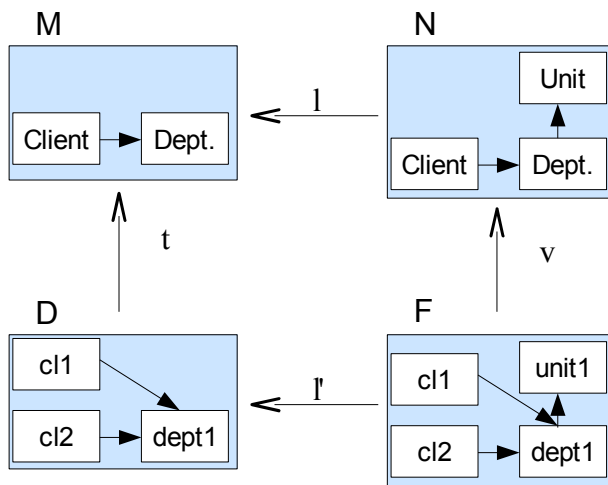 M
N
Unit
Client
Dept.
l
Client
Dept.
t
v
D
F
cl1
unit1
cl1
l'
cl2
dept1
cl2
dept1